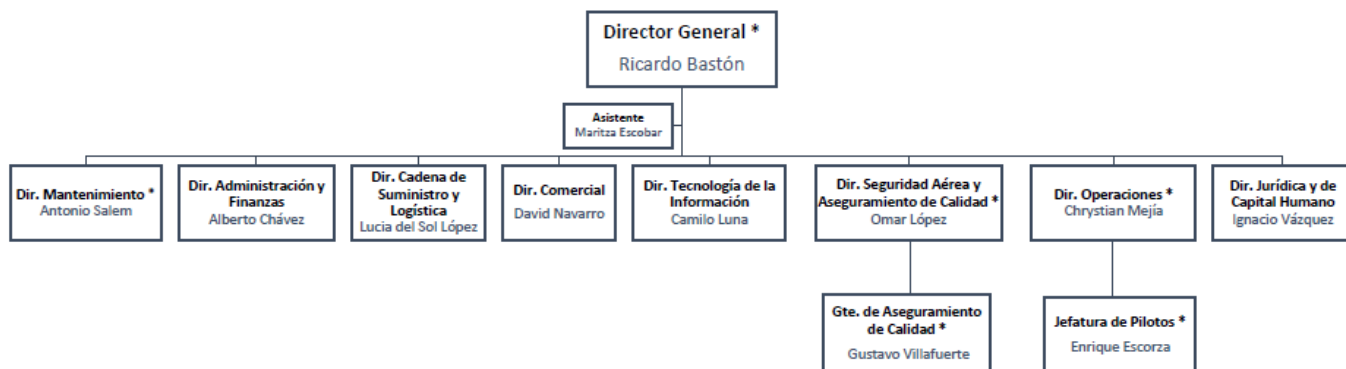 Director General *
Ricardo Bastón
Asistente
Maritza Escobar
Dir. Mantenimiento *
Antonio Salem
Dir. Administración y
Finanzas
Alberto Chávez
Dir. Cadena de
Suministro y
Logística
Lucia del Sol López
Dir. Comercial
David Navarro
Dir. Tecnología de la
Información
Camilo Luna
Dir. Seguridad Aérea y
Aseguramiento de Calidad *
Omar López
Dir. Operaciones *
Chrystian Mejía
Dir. Jurídica y de
Capital Humano
Ignacio Vázquez
Gte. de Aseguramiento
de Calidad *
Gustavo Villafuerte
Jefatura de Pilotos *
Enrique Escorza